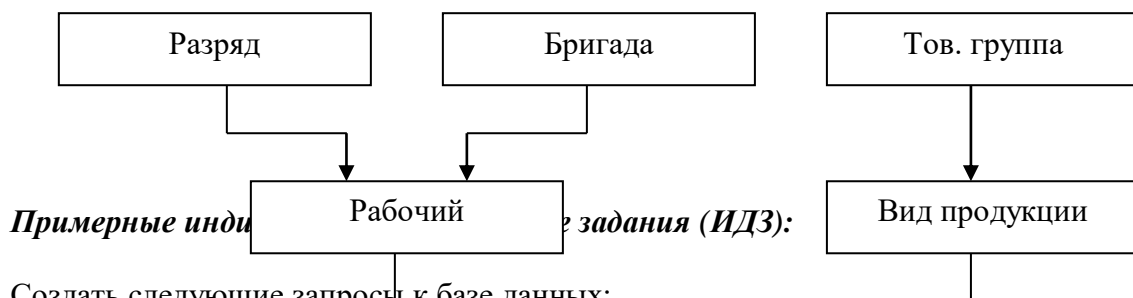 Разряд Бригада Тов. группа
Рабочий Вид продукции
Примерные инди е задания (ИДЗ):
Создать следующие запросы к базе данных: